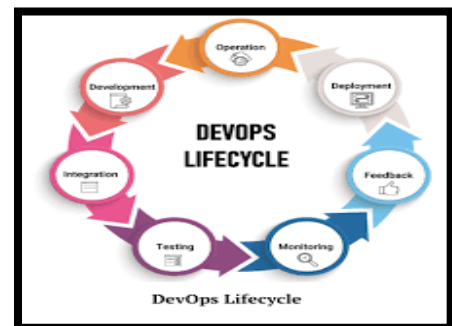 Operation
Development
Deployment
DEVOPS
LIFECYCLE
Integration
Feedback
Testing
Monitoring
DevOps Lifecycle